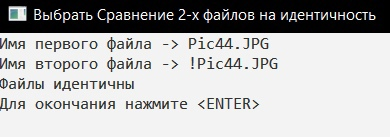 Выбрать Сравнение 2-х файлов на идентичность
Имя первого файла -> Pic44.JPG
Имя второго файла -> !Pic44.JPG
Файлы идентичны
Для окончания нажмите <ENTER>